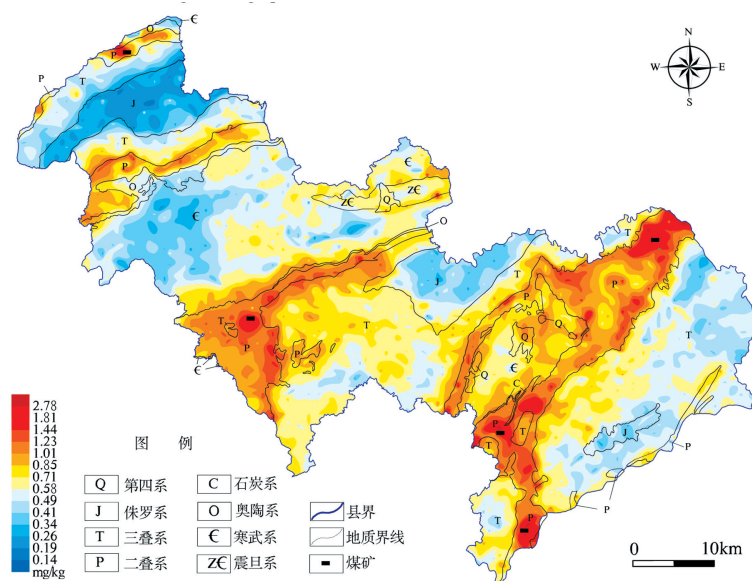 N
W E
S
Є
O
P
P
T
J
T
P
O
Є
Є
ZЄ
Q
ZЄ
O
T
J
T
P
P
Q
Q
T
T
P
P
T
Є
Q
Є
C
P
T
T
J
P
P
T
P
2.78
1.81
1.44
1.23
1.01
0.85
0.71
0.58
0.49
0.41
0.34
0.26
0.19
0.14
mg/kg
图 例
Q 第四系
C 石炭系
J 侏罗系
O 奥陶系
县界
T 三叠系
Є 寒武系
地质界线
P 二叠系
ZЄ 震旦系
煤矿
0 10km